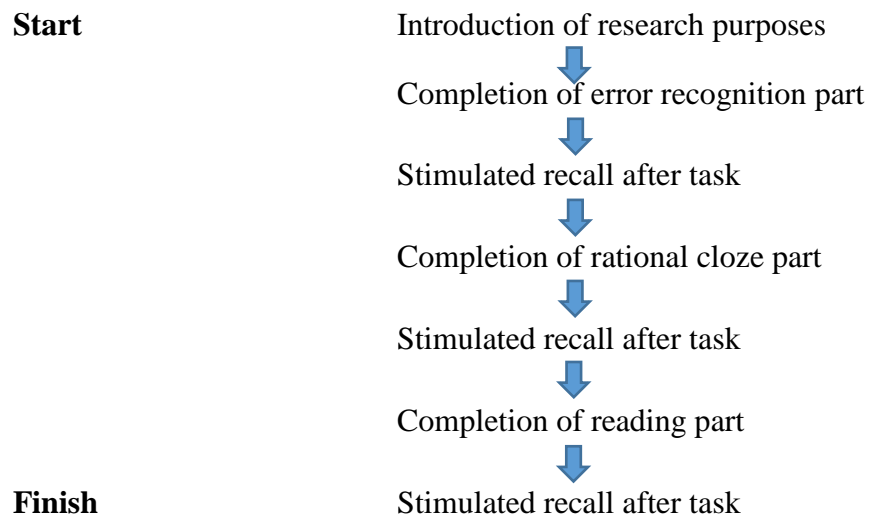 Start Introduction of research purposes
Completion of error recognition part
Stimulated recall after task
Completion of rational cloze part
Stimulated recall after task
Completion of reading part
Finish Stimulated recall after task